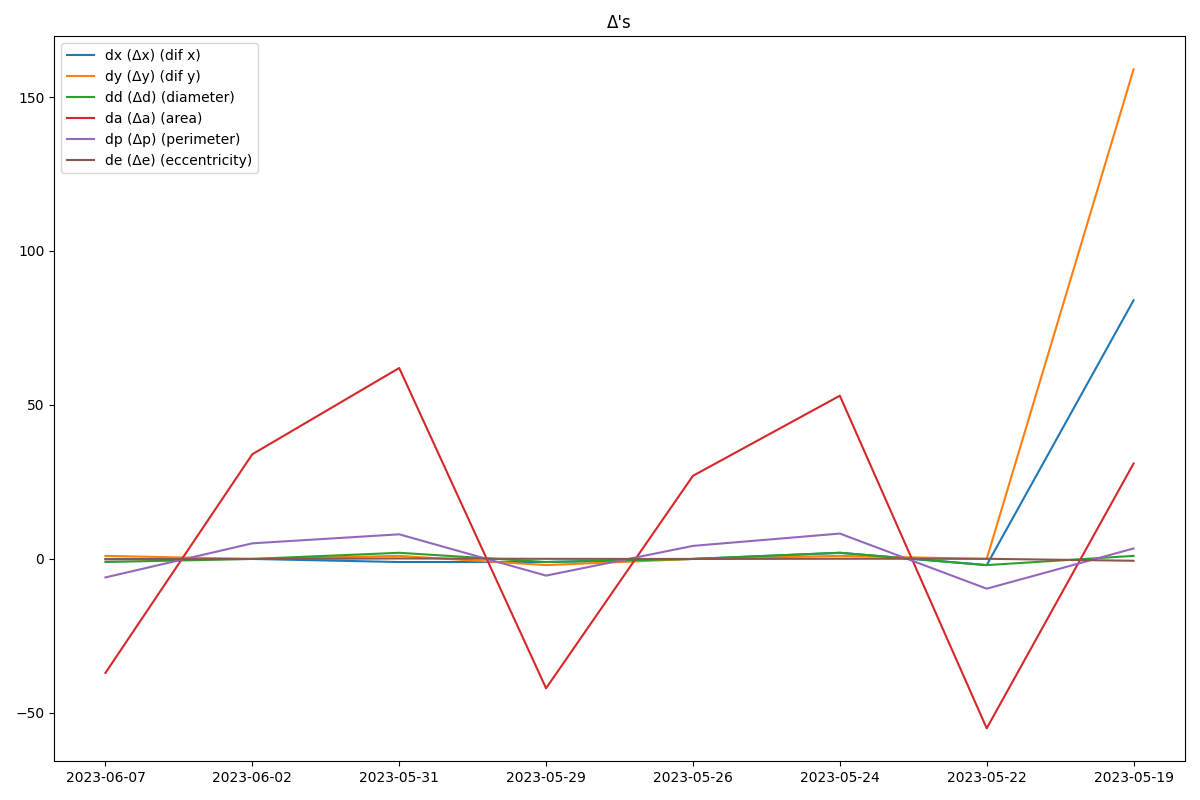 Δ's
dx (Δx) (dif x)
dy (Δy) (dif y)
dd (Δd) (diameter)
da (Δa) (area)
dp (Δp) (perimeter)
de (Δe) (eccentricity)
150
100
50
0
−50
2023-06-07 2023-06-02 2023-05-31 2023-05-29 2023-05-26 2023-05-24 2023-05-22 2023-05-19